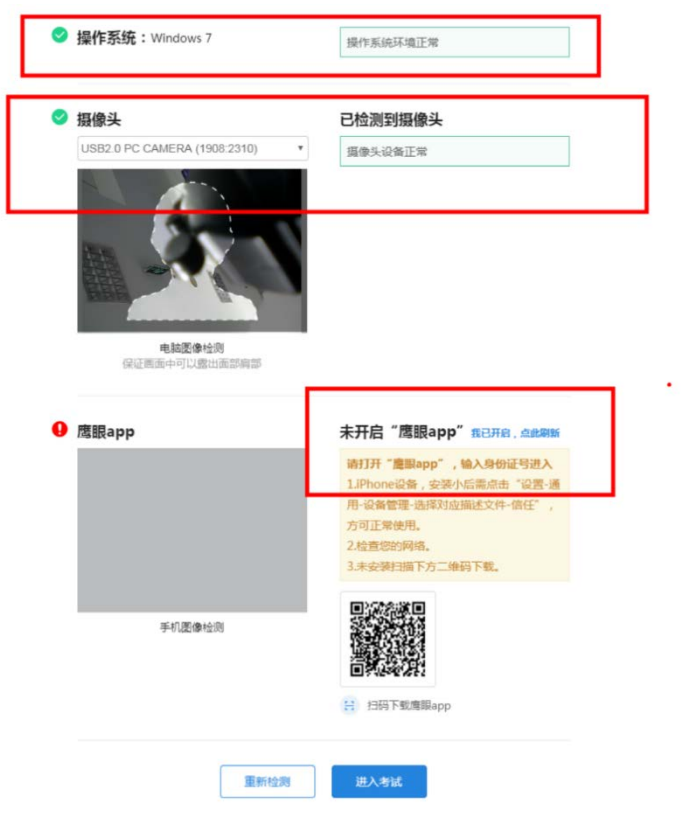 操作系统：Windows 7
操作系统环境正常
摄像头
已检测到摄像头
USB2.0 PC CAMERA (1908:2310)
摄像头设备正常
电脑图像检测
保证画面中可以露出面部肩部
鹰眼app
未开启“鹰眼app” 我已开启，点此刷新
请打开“鹰眼app”，输入身份证号进入
1.iPhone设备，安装小后需点击“设置-通
用-设备管理-选择对应描述文件-信任”，
方可正常使用。
2.检查您的网络。
3.未安装扫描下方二维码下载。
手机图像检测
扫码下载鹰眼app
重新检测
进入考试